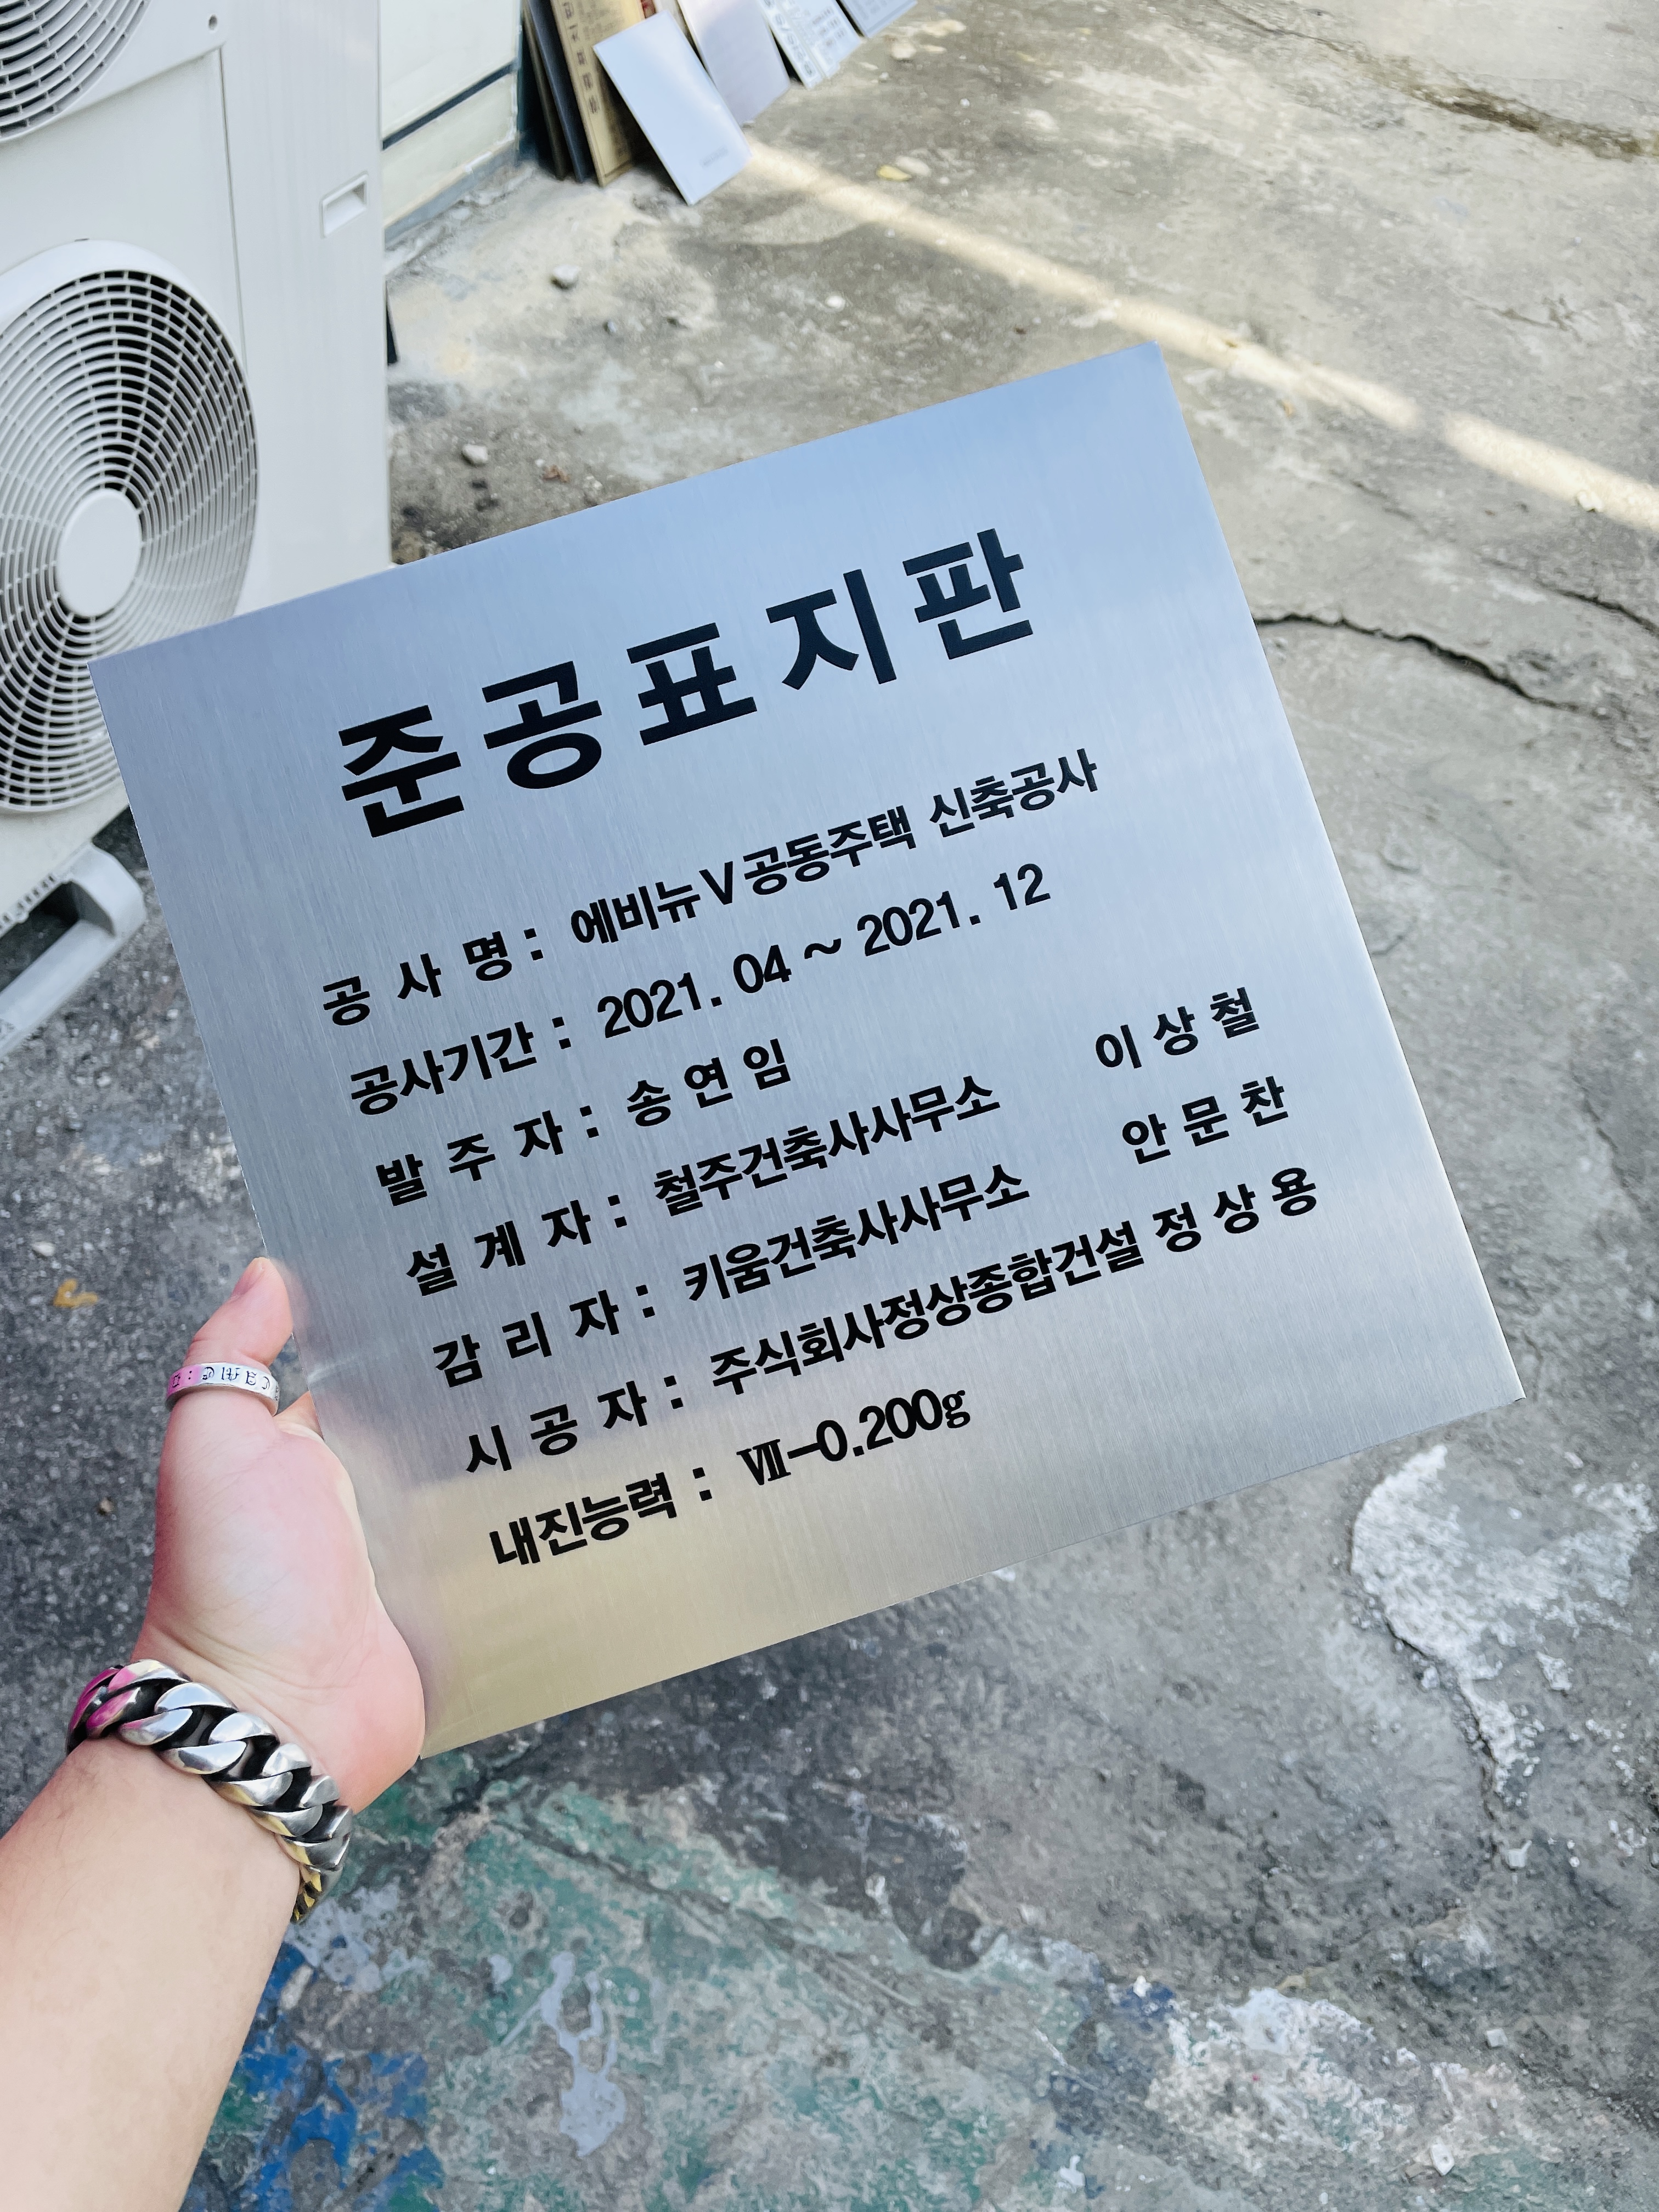 준공표지판
공 사 명 : 에비뉴Ⅴ공동주택 신축공사
공사기간 : 2021. 04 ~ 2021. 12
발 주 자 : 송 연 임
설 계 자 : 철주건축사사무소 이 상 철
감 리 자 : 키움건축사사무소 안 문 찬
시 공 자 : 주식회사정상종합건설 정 상 용
내진능력 : Ⅶ-0.200g